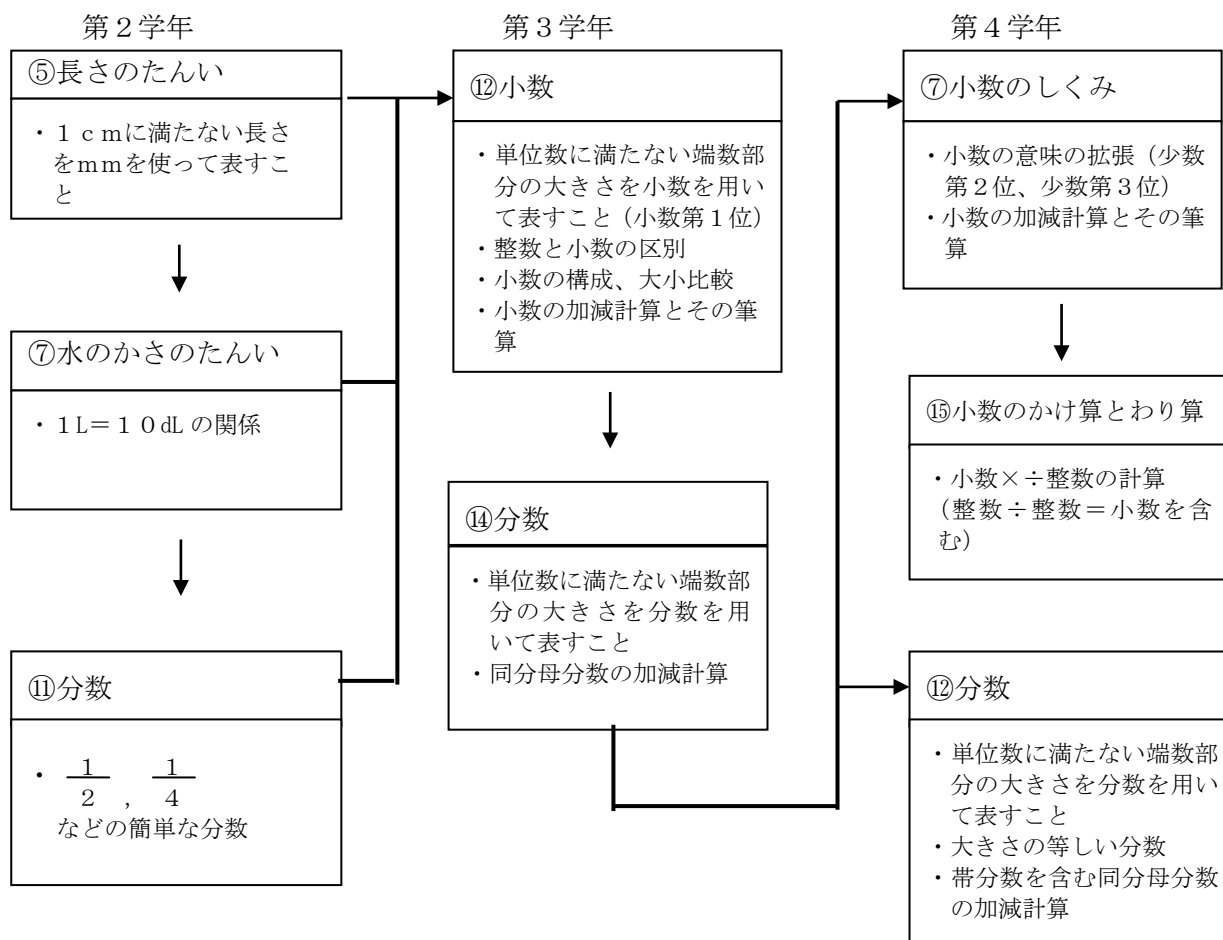 第２学年
⑤長さのたんい
・１ｃｍに満たない長さ
をｍｍを使って表すこ
と
⑦水のかさのたんい
・１L＝１０dL の関係
⑪分数
・ 1/2 , 1/4
などの簡単な分数
第３学年
⑫小数
・単位数に満たない端数部
分の大きさを小数を用い
て表すこと（小数第１位）
・整数と小数の区別
・小数の構成、大小比較
・小数の加減計算とその筆
算
⑭分数
・単位数に満たない端数部
分の大きさを分数を用
いて表すこと
・同分母分数の加減計算
第４学年
⑦小数のしくみ
・小数の意味の拡張（少数
第２位、少数第３位）
・小数の加減計算とその筆
算
⑮小数のかけ算とわり算
・小数×÷整数の計算
（整数÷整数＝小数を含
む）
⑫分数
・単位数に満たない端数部
分の大きさを分数を用い
て表すこと
・大きさの等しい分数
・帯分数を含む同分母分数
の加減計算